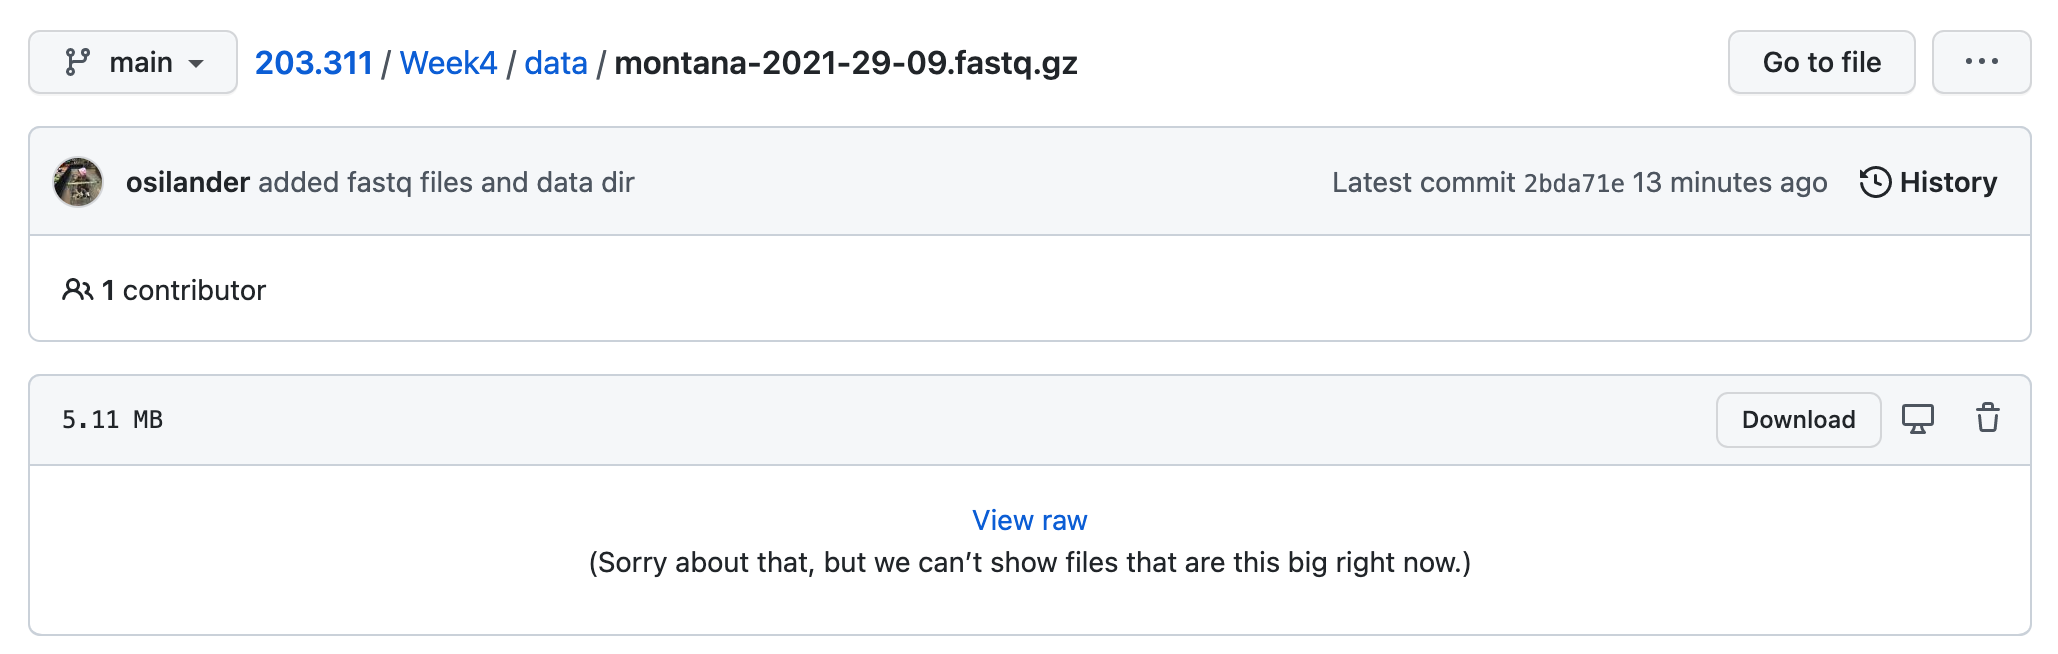 main 203.311 / Week4 / data / montana-2021-29-09.fastq.gz Go to file ...
osilander added fastq files and data dir Latest commit 2bda71e 13 minutes ago History
1 contributor
5.11 MB Download
View raw
(Sorry about that, but we can’t show files that are this big right now.)